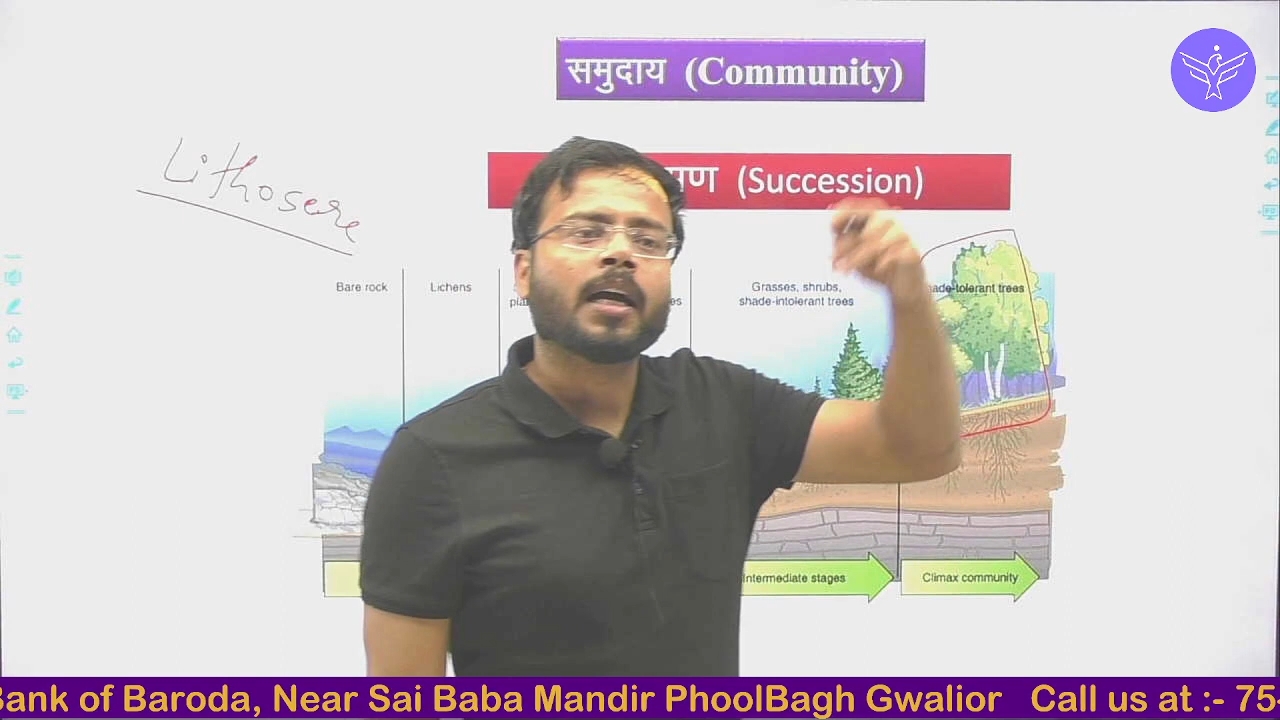 समुदाय (Community)
(Succession)
Lithosere
Bare rock
Lichens
Grasses, shrubs,
shade-intolerant trees
shade-tolerant trees
Intermediate stages
Climax community
Bank of Baroda, Near Sai Baba Mandir PhoolBagh Gwalior Call us at :- 75